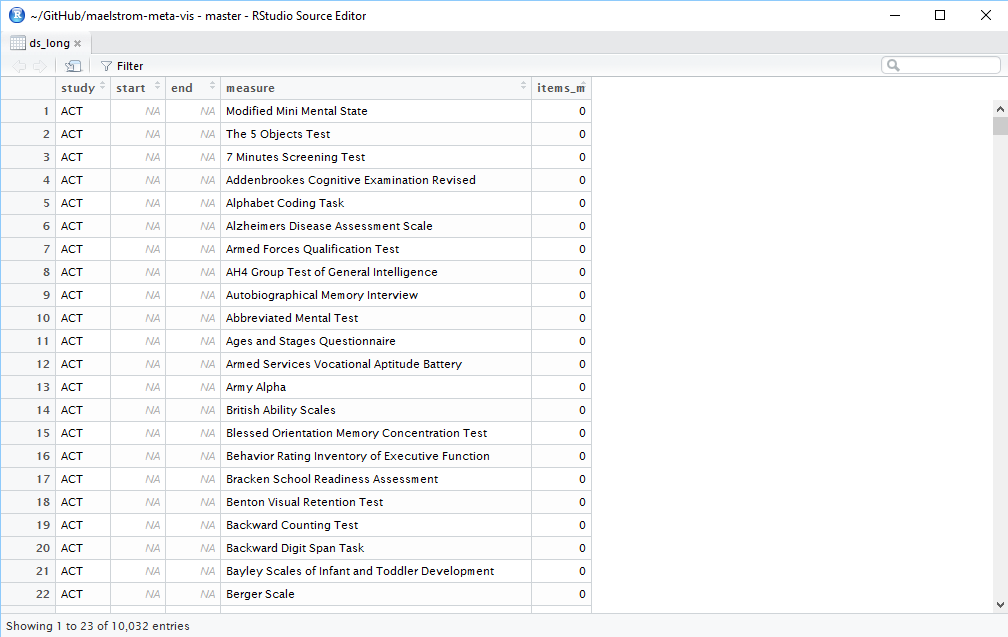 ~/GitHub/maelstrom-meta-vis - master - RStudio Source Editor
ds_long
Filter
study start end measure items_m
1 ACT NA NA Modified Mini Mental State 0
2 ACT NA NA The 5 Objects Test 0
3 ACT NA NA 7 Minutes Screening Test 0
4 ACT NA NA Addenbrookes Cognitive Examination Revised 0
5 ACT NA NA Alphabet Coding Task 0
6 ACT NA NA Alzheimers Disease Assessment Scale 0
7 ACT NA NA Armed Forces Qualification Test 0
8 ACT NA NA AH4 Group Test of General Intelligence 0
9 ACT NA NA Autobiographical Memory Interview 0
10 ACT NA NA Abbreviated Mental Test 0
11 ACT NA NA Ages and Stages Questionnaire 0
12 ACT NA NA Armed Services Vocational Aptitude Battery 0
13 ACT NA NA Army Alpha 0
14 ACT NA NA British Ability Scales 0
15 ACT NA NA Blessed Orientation Memory Concentration Test 0
16 ACT NA NA Behavior Rating Inventory of Executive Function 0
17 ACT NA NA Bracken School Readiness Assessment 0
18 ACT NA NA Benton Visual Retention Test 0
19 ACT NA NA Backward Counting Test 0
20 ACT NA NA Backward Digit Span Task 0
21 ACT NA NA Bayley Scales of Infant and Toddler Development 0
22 ACT NA NA Berger Scale 0
Showing 1 to 23 of 10,032 entries